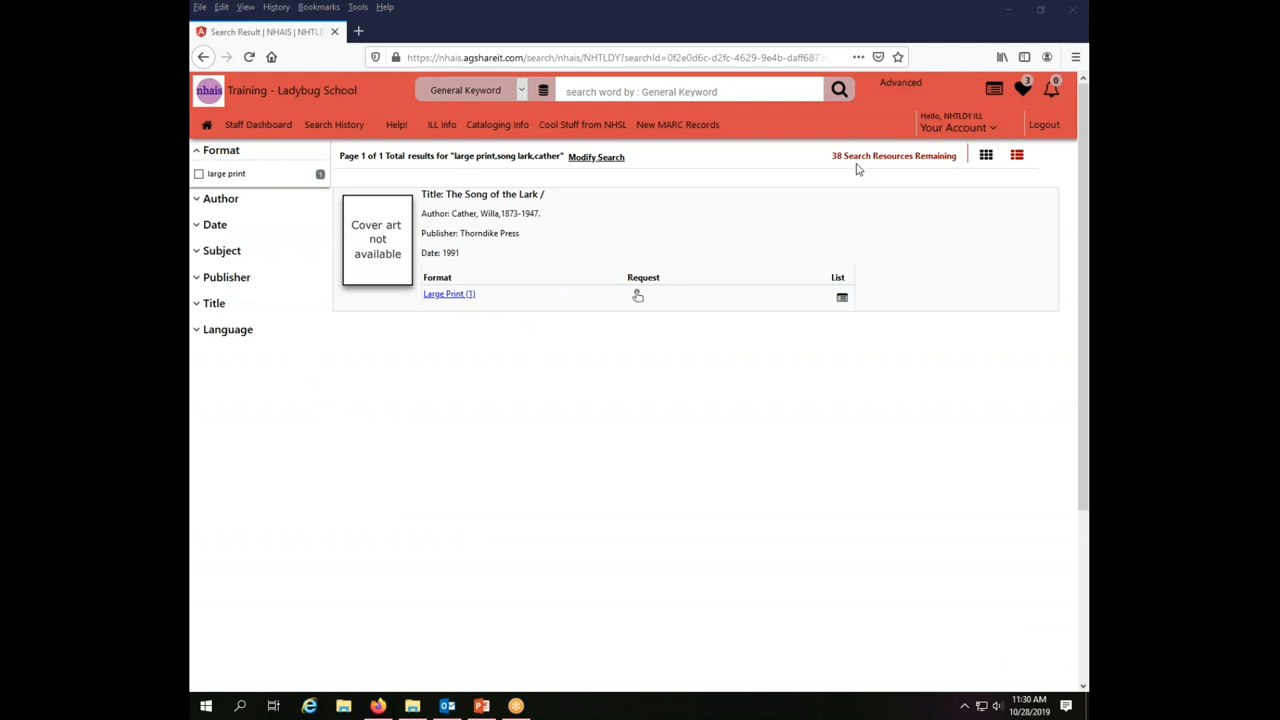 File Edit View History Bookmarks Tools Help
Search Result | NHAIS | NHTLD
https://nhais.agshareit.com/search/nhais/NHTLDY?searchId=0f2e0d6c-d2fc-4629-9e4b-daff6873
nhais Training - Ladybug School General Keyword search word by : General Keyword Advanced 3 0
Hello, NHTLDY ILL
Staff Dashboard Search History Help! ILL Info Cataloging Info Cool Stuff from NHSL New MARC Records Your Account Logout
Format
large print 1
Author
Date
Subject
Publisher
Title
Language
Page 1 of 1 Total results for "large print,song lark,cather" Modify Search 38 Search Resources Remaining
Cover art
not
available
Title: The Song of the Lark /
Author: Cather, Willa,1873-1947.
Publisher: Thorndike Press
Date: 1991
Format Request List
Large Print (1)
11:30 AM
10/28/2019